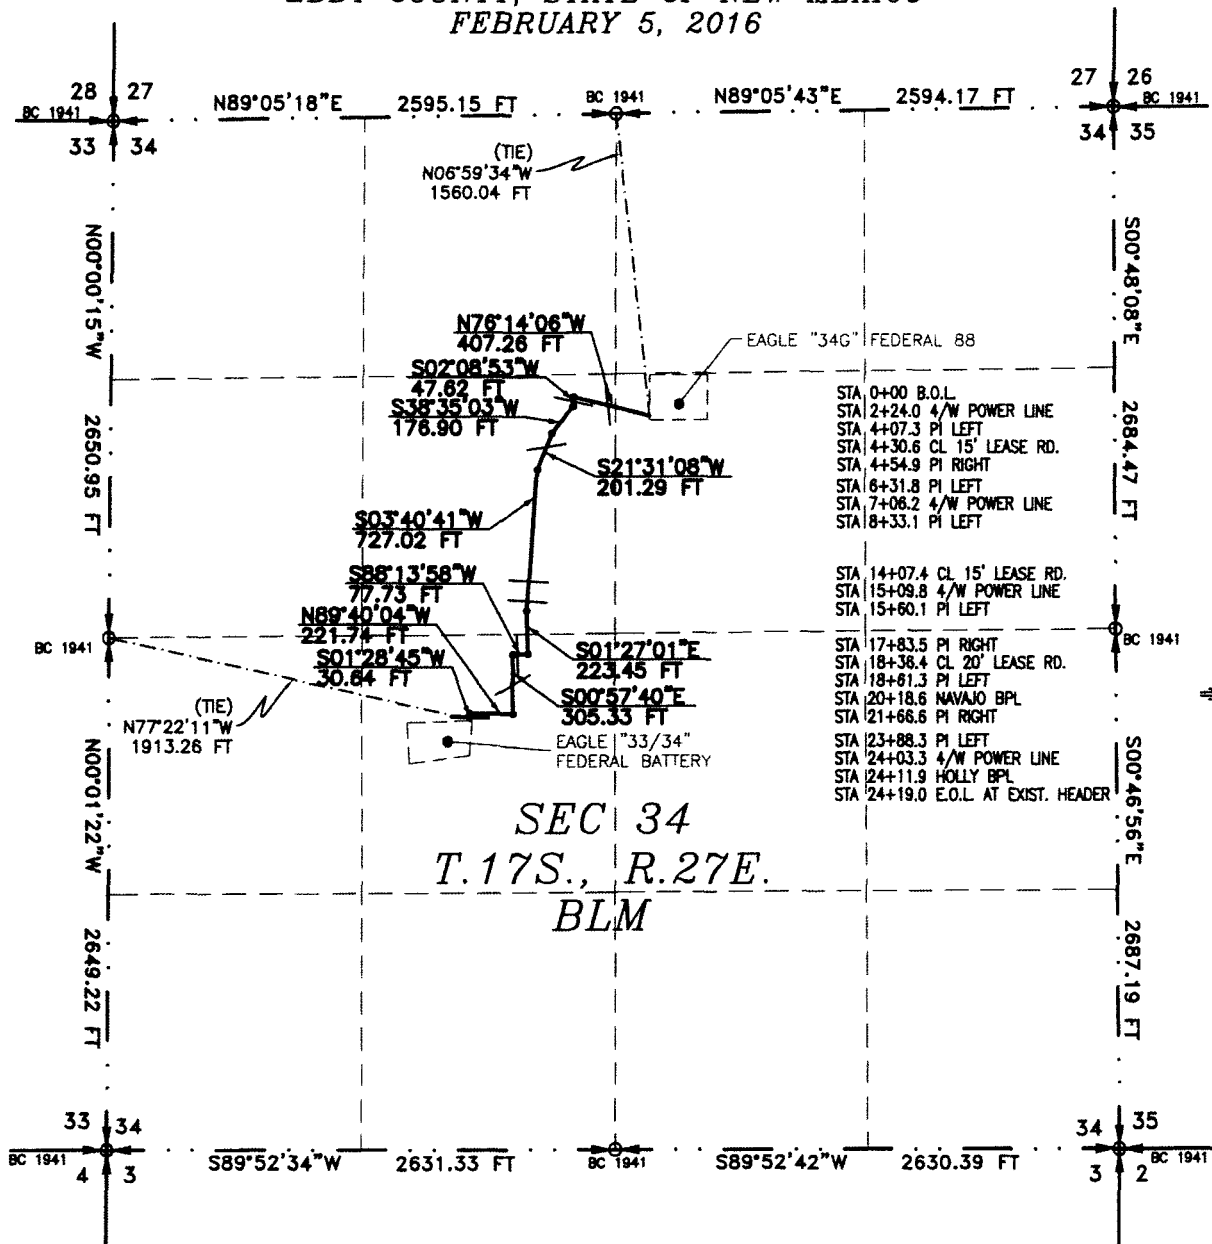 FEBRUARY 5, 2016
28 27
BC 1941
33 34
N89°05'18"E 2595.15 FT
BC 1941
N89°05'43"E 2594.17 FT
27 26
BC 1941
34 35
(TIE)
N06°59'34"W
1560.04 FT
N00°00'15"W 2650.95 FT
S00°48'08"E 2684.47 FT
N76°14'06"W
407.26 FT
EAGLE "34G" FEDERAL 88
S02°08'53"W
47.62 FT
S38°35'03"W
176.90 FT
S21°31'08"W
201.29 FT
S03°40'41"W
727.02 FT
S88°13'58"W
77.73 FT
N89°40'04"W
221.74 FT
S01°28'45"W
30.64 FT
S01°27'01"E
223.45 FT
S00°57'40"E
305.33 FT
STA 0+00 B.O.L.
STA 2+24.0 4/W POWER LINE
STA 4+07.3 PI LEFT
STA 4+30.6 CL 15' LEASE RD.
STA 4+54.9 PI RIGHT
STA 6+31.8 PI LEFT
STA 7+06.2 4/W POWER LINE
STA 8+33.1 PI LEFT
STA 14+07.4 CL 15' LEASE RD.
STA 15+09.8 4/W POWER LINE
STA 15+60.1 PI LEFT
STA 17+83.5 PI RIGHT
STA 18+36.4 CL 20' LEASE RD.
STA 18+61.3 PI LEFT
STA 20+18.6 NAVAJO BPL
STA 21+66.6 PI RIGHT
STA 23+88.3 PI LEFT
STA 24+03.3 4/W POWER LINE
STA 24+11.9 HOLLY BPL
STA 24+19.0 E.O.L. AT EXIST. HEADER
BC 1941
BC 1941
(TIE)
N77°22'11"W
1913.26 FT
EAGLE "33/34"
FEDERAL BATTERY
N00°01'22"W 2649.22 FT
S00°46'56"E 2687.19 FT
SEC 34
T.17S., R.27E.
BLM
33 34
BC 1941
4 3
S89°52'34"W 2631.33 FT
BC 1941
S89°52'42"W 2630.39 FT
34 35
BC 1941
3 2